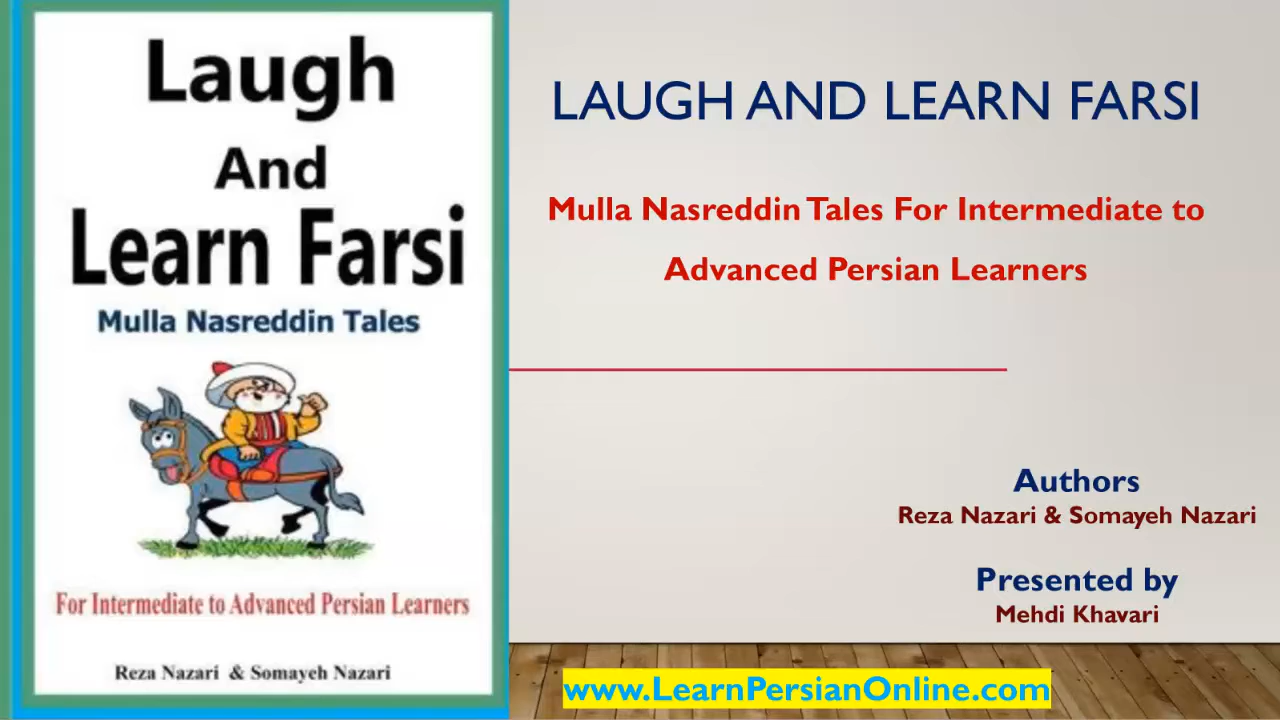 Laugh
And
Learn Farsi
Mulla Nasreddin Tales
For Intermediate to Advanced Persian Learners
Reza Nazari & Somayeh Nazari
LAUGH AND LEARN FARSI
Mulla Nasreddin Tales For Intermediate to
Advanced Persian Learners
Authors
Reza Nazari & Somayeh Nazari
Presented by
Mehdi Khavari
www.LearnPersianOnline.com